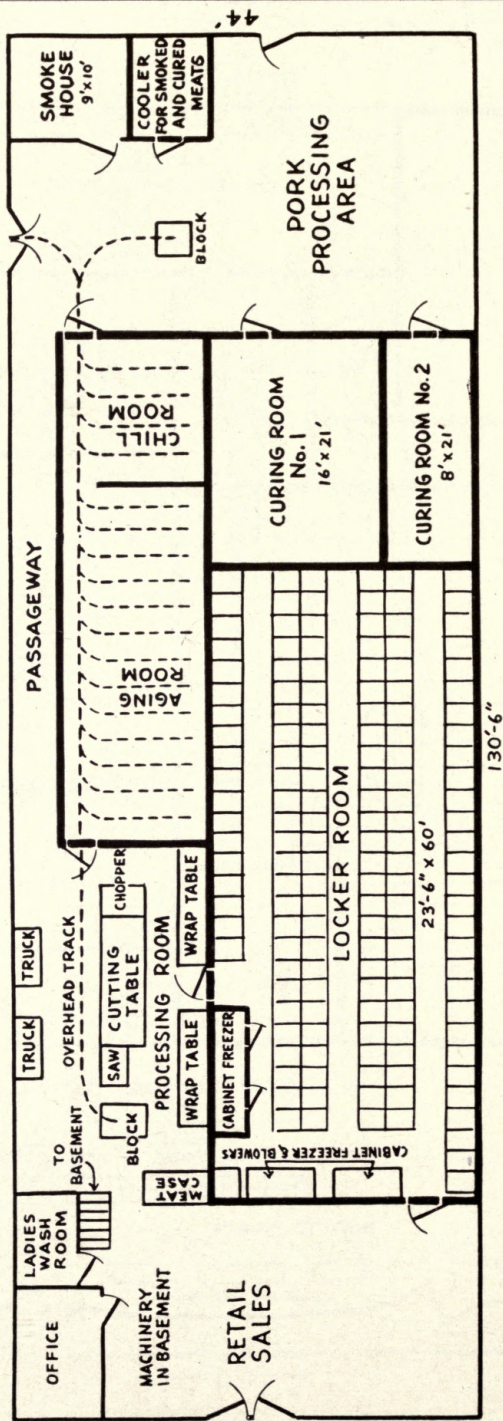 OFFICE
LADIES
WASH
ROOM
TO
BASEMENT
MACHINERY
IN BASEMENT
RETAIL
SALES
TRUCK
TRUCK
OVERHEAD TRACK
BLOCK
SAW
CUTTING
TABLE
CHOPPER
PROCESSING ROOM
MEAT
CASE
WRAP TABLE
WRAP TABLE
CABINET FREEZER
CABINET FREEZER & BLOWERS
PASSAGEWAY
AGING
ROOM
CHILL
ROOM
LOCKER ROOM
23'-6" x 60'
CURING ROOM
No.1
16'x 21'
CURING ROOM No.2
8'x 21'
BLOCK
SMOKE
HOUSE
9'x10'
COOLER
FOR SMOKED
AND CURED
MEATS
PORK
PROCESSING
AREA
44'
130'-6"